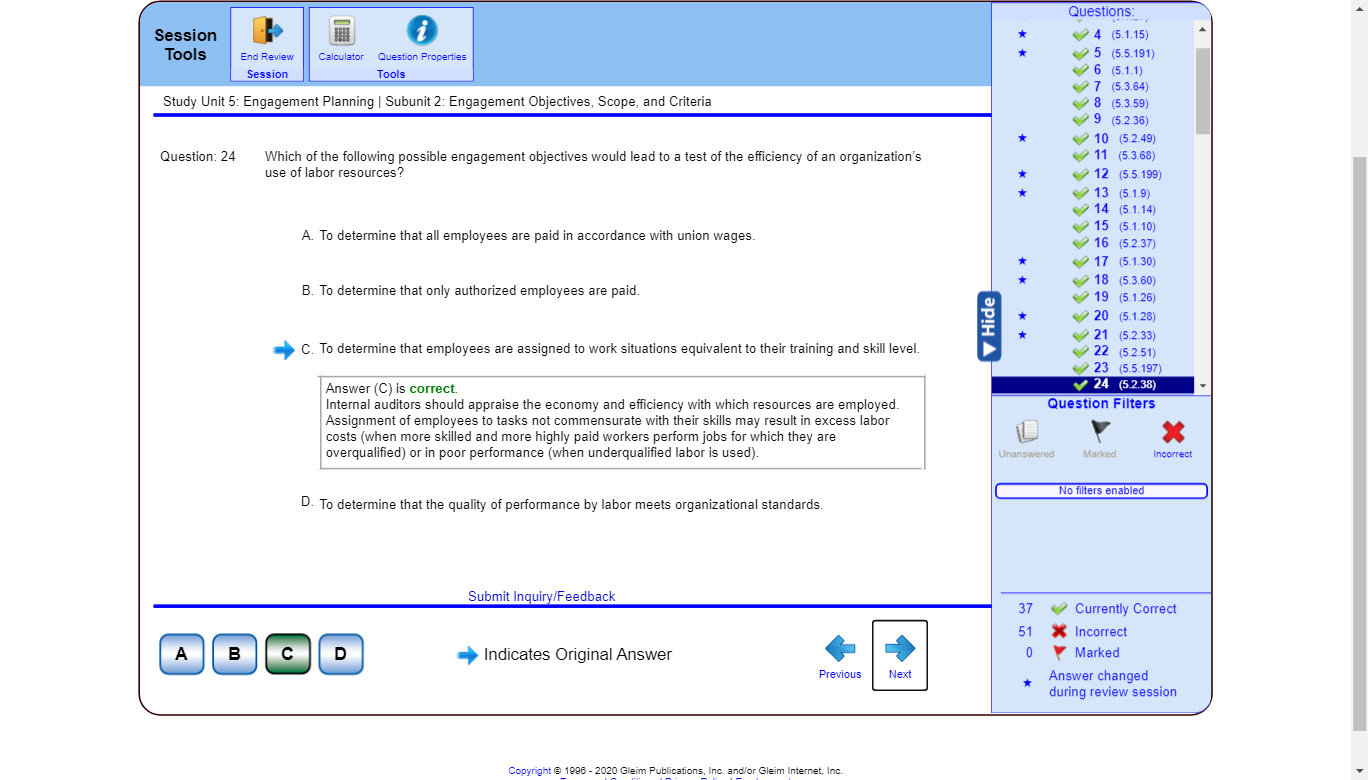 Session
Tools
End Review
Session
Calculator
Question Properties
Tools
Study Unit 5: Engagement Planning | Subunit 2: Engagement Objectives, Scope, and Criteria
Question: 24
Which of the following possible engagement objectives would lead to a test of the efficiency of an organization's
use of labor resources?
A. To determine that all employees are paid in accordance with union wages.
B. To determine that only authorized employees are paid.
C. To determine that employees are assigned to work situations equivalent to their training and skill level.
Answer (C) is correct.
Internal auditors should appraise the economy and efficiency with which resources are employed.
Assignment of employees to tasks not commensurate with their skills may result in excess labor
costs (when more skilled and more highly paid workers perform jobs for which they are
overqualified) or in poor performance (when underqualified labor is used).
D. To determine that the quality of performance by labor meets organizational standards.
Submit Inquiry/Feedback
A B C D
Indicates Original Answer
Previous
Next
Questions:
★ 4 (5.1.15)
★ 5 (5.5.191)
6 (5.1.1)
7 (5.3.64)
8 (5.3.59)
9 (5.2.36)
★ 10 (5.2.49)
11 (5.3.68)
★ 12 (5.5.199)
★ 13 (5.1.9)
14 (5.1.14)
15 (5.1.10)
16 (5.2.37)
★ 17 (5.1.30)
★ 18 (5.3.60)
19 (5.1.26)
★ 20 (5.1.28)
★ 21 (5.2.33)
22 (5.2.51)
23 (5.5.197)
24 (5.2.38)
Hide
Question Filters
Unanswered
Marked
Incorrect
No filters enabled
37 Currently Correct
51 Incorrect
0 Marked
★ Answer changed
during review session
Copyright © 1996 - 2020 Gleim Publications, Inc. and/or Gleim Internet, Inc.